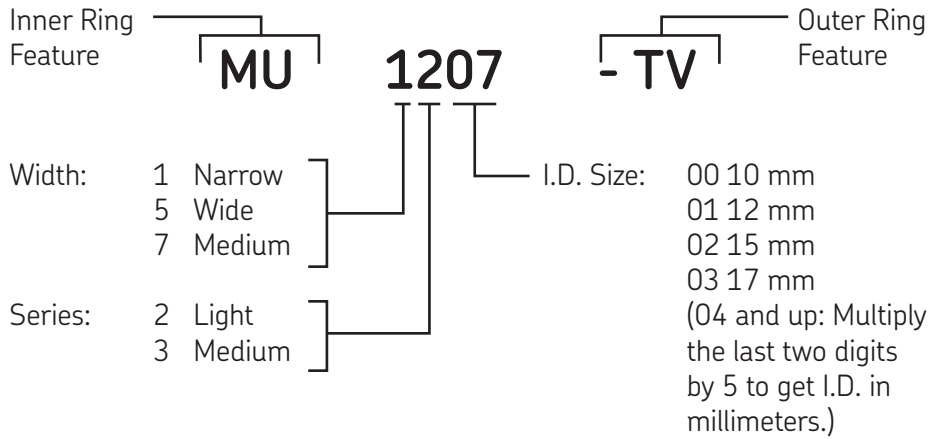 Inner Ring
Feature
Outer Ring
Feature
MU 1207 - TV
Width: 1 Narrow
5 Wide
7 Medium
Series: 2 Light
3 Medium
I.D. Size: 00 10 mm
01 12 mm
02 15 mm
03 17 mm
(04 and up: Multiply
the last two digits
by 5 to get I.D. in
millimeters.)